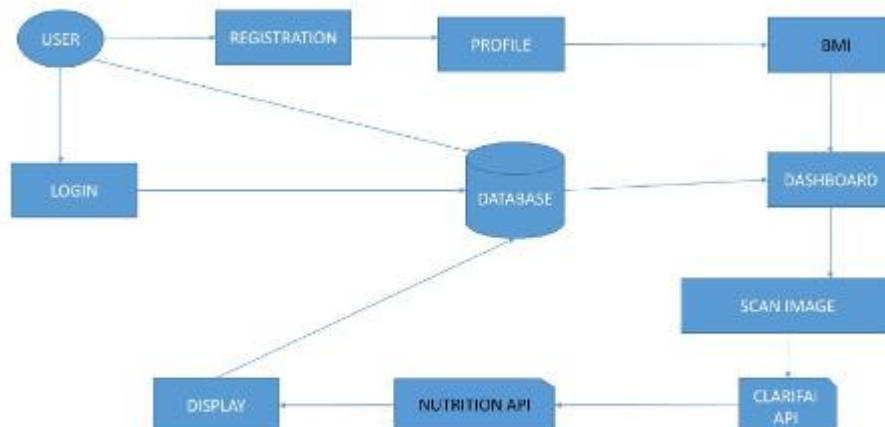 USER
REGISTRATION
PROFILE
BMI
LOGIN
DATABASE
DASHBOARD
SCAN IMAGE
DISPLAY
NUTRITION API
CLARIFAI
API